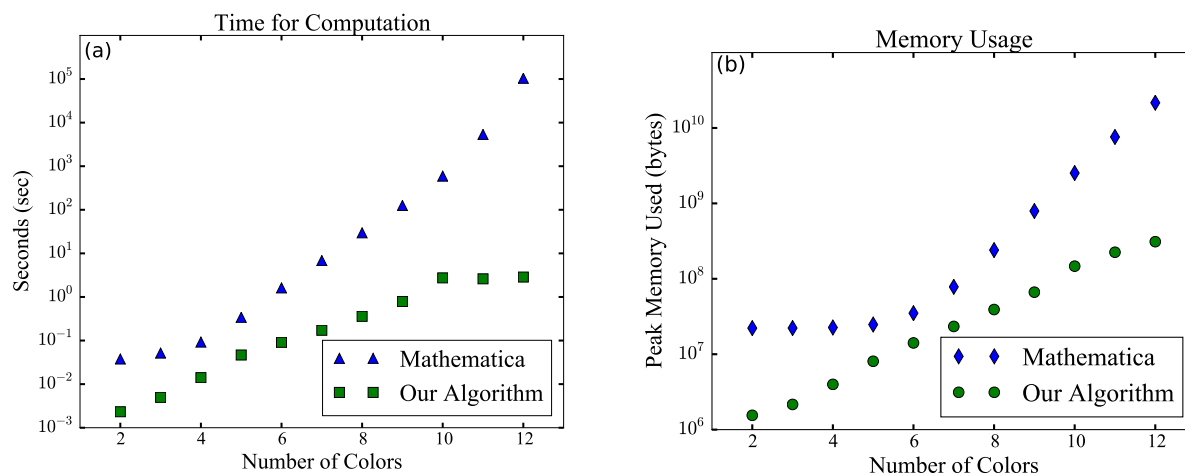 Time for Computation
(a)
Seconds (sec)
10^5
10^4
10^3
10^2
10^1
10^0
10^−1
10^−2
10^−3
2 4 6 8 10 12
Number of Colors
Mathematica
Our Algorithm
Memory Usage
(b)
Peak Memory Used (bytes)
10^10
10^9
10^8
10^7
10^6
2 4 6 8 10 12
Number of Colors
Mathematica
Our Algorithm